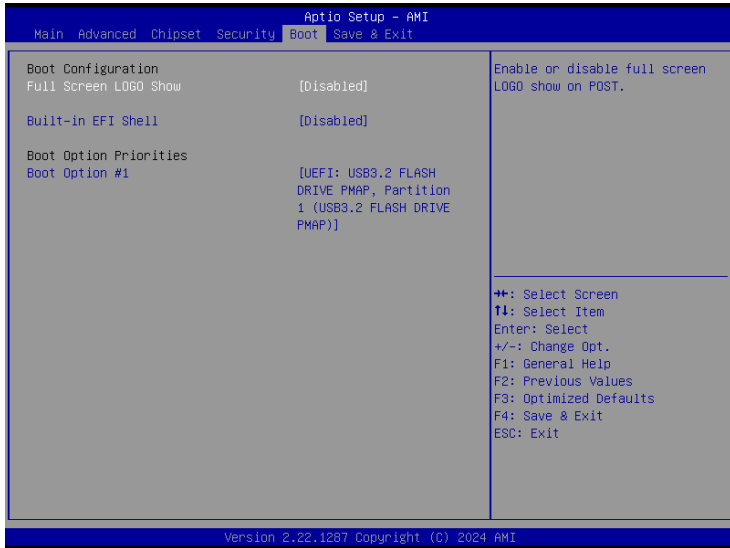 Aptio Setup – AMI
Main Advanced Chipset Security Boot Save & Exit
Boot Configuration
Full Screen LOGO Show [Disabled]
Built-in EFI Shell [Disabled]
Boot Option Priorities
Boot Option #1 [UEFI: USB3.2 FLASH
DRIVE PMAP, Partition
1 (USB3.2 FLASH DRIVE
PMAP)]
Enable or disable full screen
LOGO show on POST.
→←: Select Screen
↑↓: Select Item
Enter: Select
+/-: Change Opt.
F1: General Help
F2: Previous Values
F3: Optimized Defaults
F4: Save & Exit
ESC: Exit
Version 2.22.1287 Copyright (C) 2024 AMI